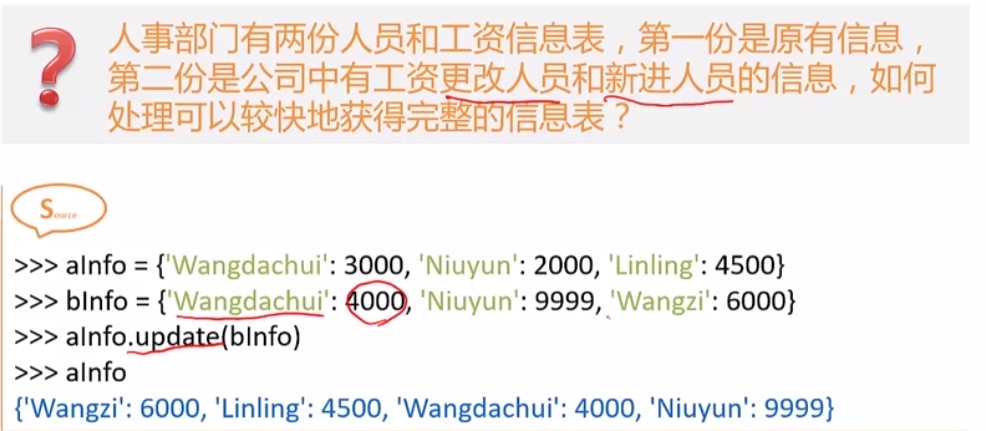 ?
人事部门有两份人员和工资信息表，第一份是原有信息，
第二份是公司中有工资更改人员和新进人员的信息，如何
处理可以较快地获得完整的信息表？
Source
>>> aInfo = {'Wangdachui': 3000, 'Niuyun': 2000, 'Linling': 4500}
>>> bInfo = {'Wangdachui': 4000, 'Niuyun': 9999, 'Wangzi': 6000}
>>> aInfo.update(bInfo)
>>> aInfo
{'Wangzi': 6000, 'Linling': 4500, 'Wangdachui': 4000, 'Niuyun': 9999}